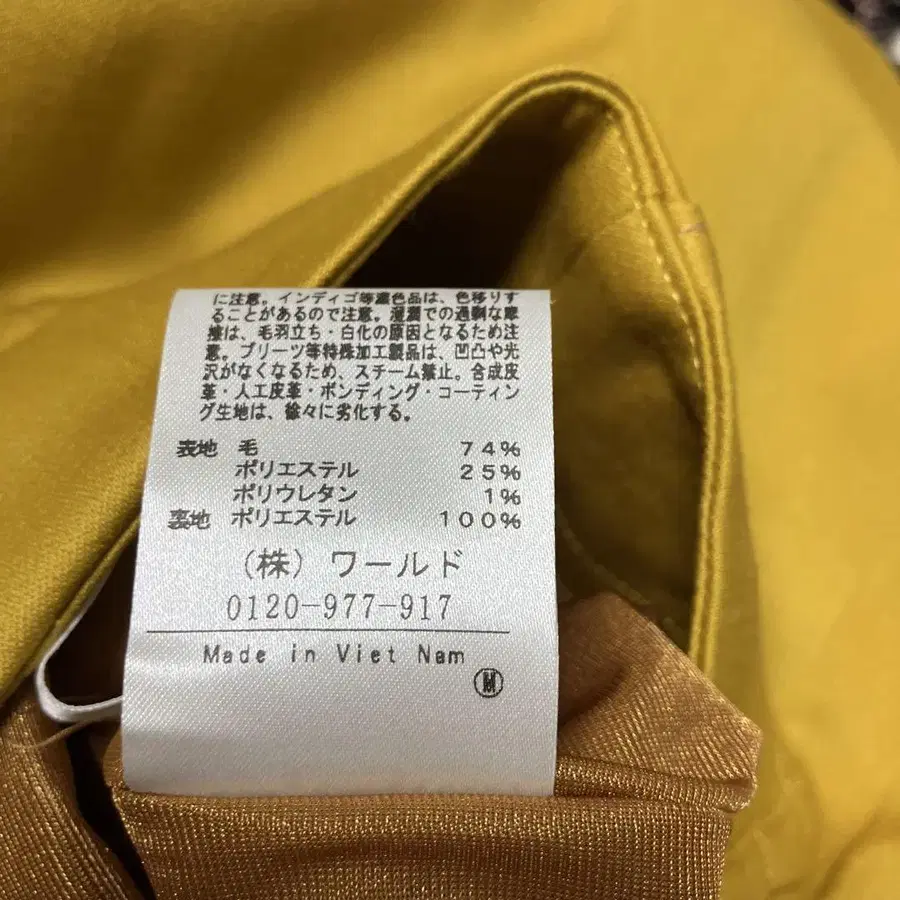 に注意。インディゴ等濃色品は、色移りす
ることがあるので注意。湿潤での過剰な摩
擦は、毛羽立ち・白化の原因となるため注
意。プリーツ等特殊加工製品は、凹凸や光
沢がなくなるため、スチーム禁止。合成皮
革・人工皮革・ボンディング・コーティン
グ生地は、徐々に劣化する。
表地 毛 74%
ポリエステル 25%
ポリウレタン 1%
裏地 ポリエステル 100%
(株) ワールド
0120-977-917
Made in Viet Nam
M